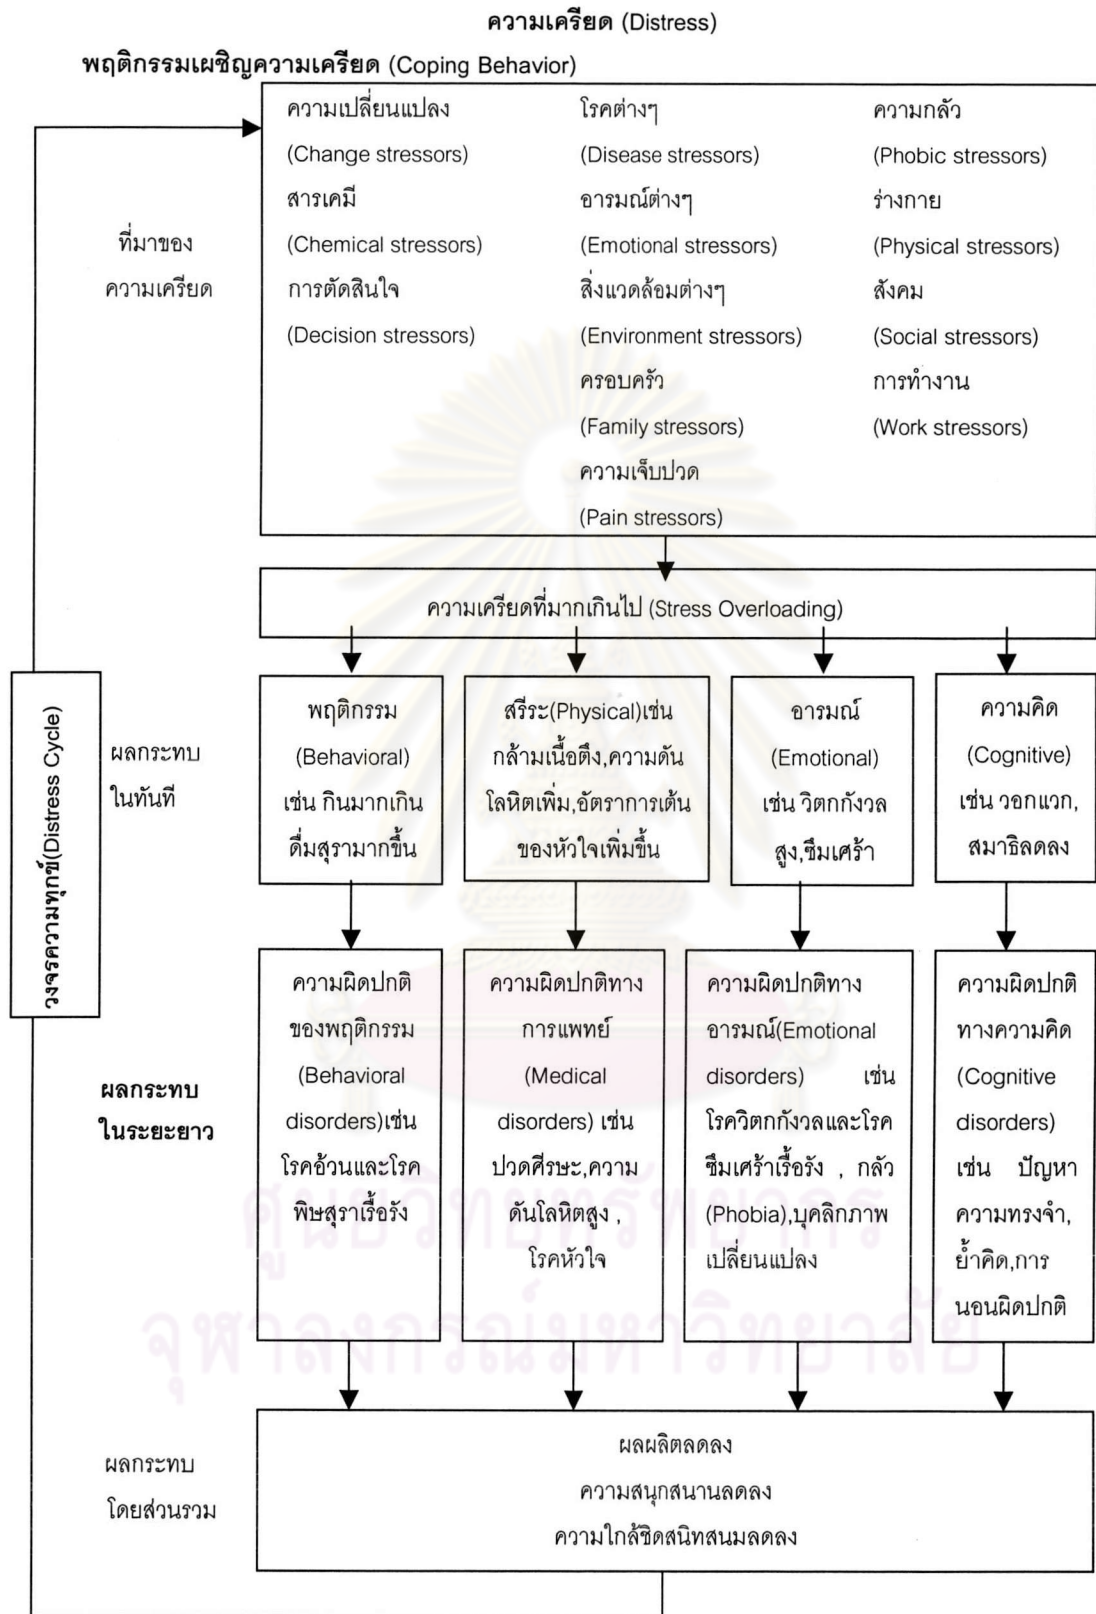 ความเครียด (Distress)
พฤติกรรมเผชิญความเครียด (Coping Behavior)
ที่มาของ
ความเครียด
ความเปลี่ยนแปลง
(Change stressors)
สารเคมี
(Chemical stressors)
การตัดสินใจ
(Decision stressors)
โรคต่างๆ
(Disease stressors)
อารมณ์ต่างๆ
(Emotional stressors)
สิ่งแวดล้อมต่างๆ
(Environment stressors)
ครอบครัว
(Family stressors)
ความเจ็บปวด
(Pain stressors)
ความกลัว
(Phobic stressors)
ร่างกาย
(Physical stressors)
สังคม
(Social stressors)
การทำงาน
(Work stressors)
ความเครียดที่มากเกินไป (Stress Overloading)
วงจรความทุกข์(Distress Cycle)
ผลกระทบ
ในทันที
พฤติกรรม
(Behavioral)
เช่น กินมากเกิน
ดื่มสุรามากขึ้น
สรีระ(Physical)เช่น
กล้ามเนื้อตึง,ความดัน
โลหิตเพิ่ม,อัตราการเต้น
ของหัวใจเพิ่มขึ้น
อารมณ์
(Emotional)
เช่น วิตกกังวล
สูง,ซึมเศร้า
ความคิด
(Cognitive)
เช่น วอกแวก,
สมาธิลดลง
ผลกระทบ
ในระยะยาว
ความผิดปกติ
ของพฤติกรรม
(Behavioral
disorders)เช่น
โรคอ้วนและโรค
พิษสุราเรื้อรัง
ความผิดปกติทาง
การแพทย์
(Medical
disorders) เช่น
ปวดศีรษะ,ความ
ดันโลหิตสูง ,
โรคหัวใจ
ความผิดปกติทาง
อารมณ์(Emotional
disorders) เช่น
โรควิตกกังวลและโรค
ซึมเศร้าเรื้อรัง , กลัว
(Phobia),บุคลิกภาพ
เปลี่ยนแปลง
ความผิดปกติ
ทางความคิด
(Cognitive
disorders)
เช่น ปัญหา
ความทรงจำ,
ย้ำคิด,การ
นอนผิดปกติ
ศูนย์วิทยทรัพยากร
จุฬาลงกรณ์มหาวิทยาลัย
ผลกระทบ
โดยส่วนรวม
ผลผลิตลดลง
ความสนุกสนานลดลง
ความใกล้ชิดสนิทสนมลดลง